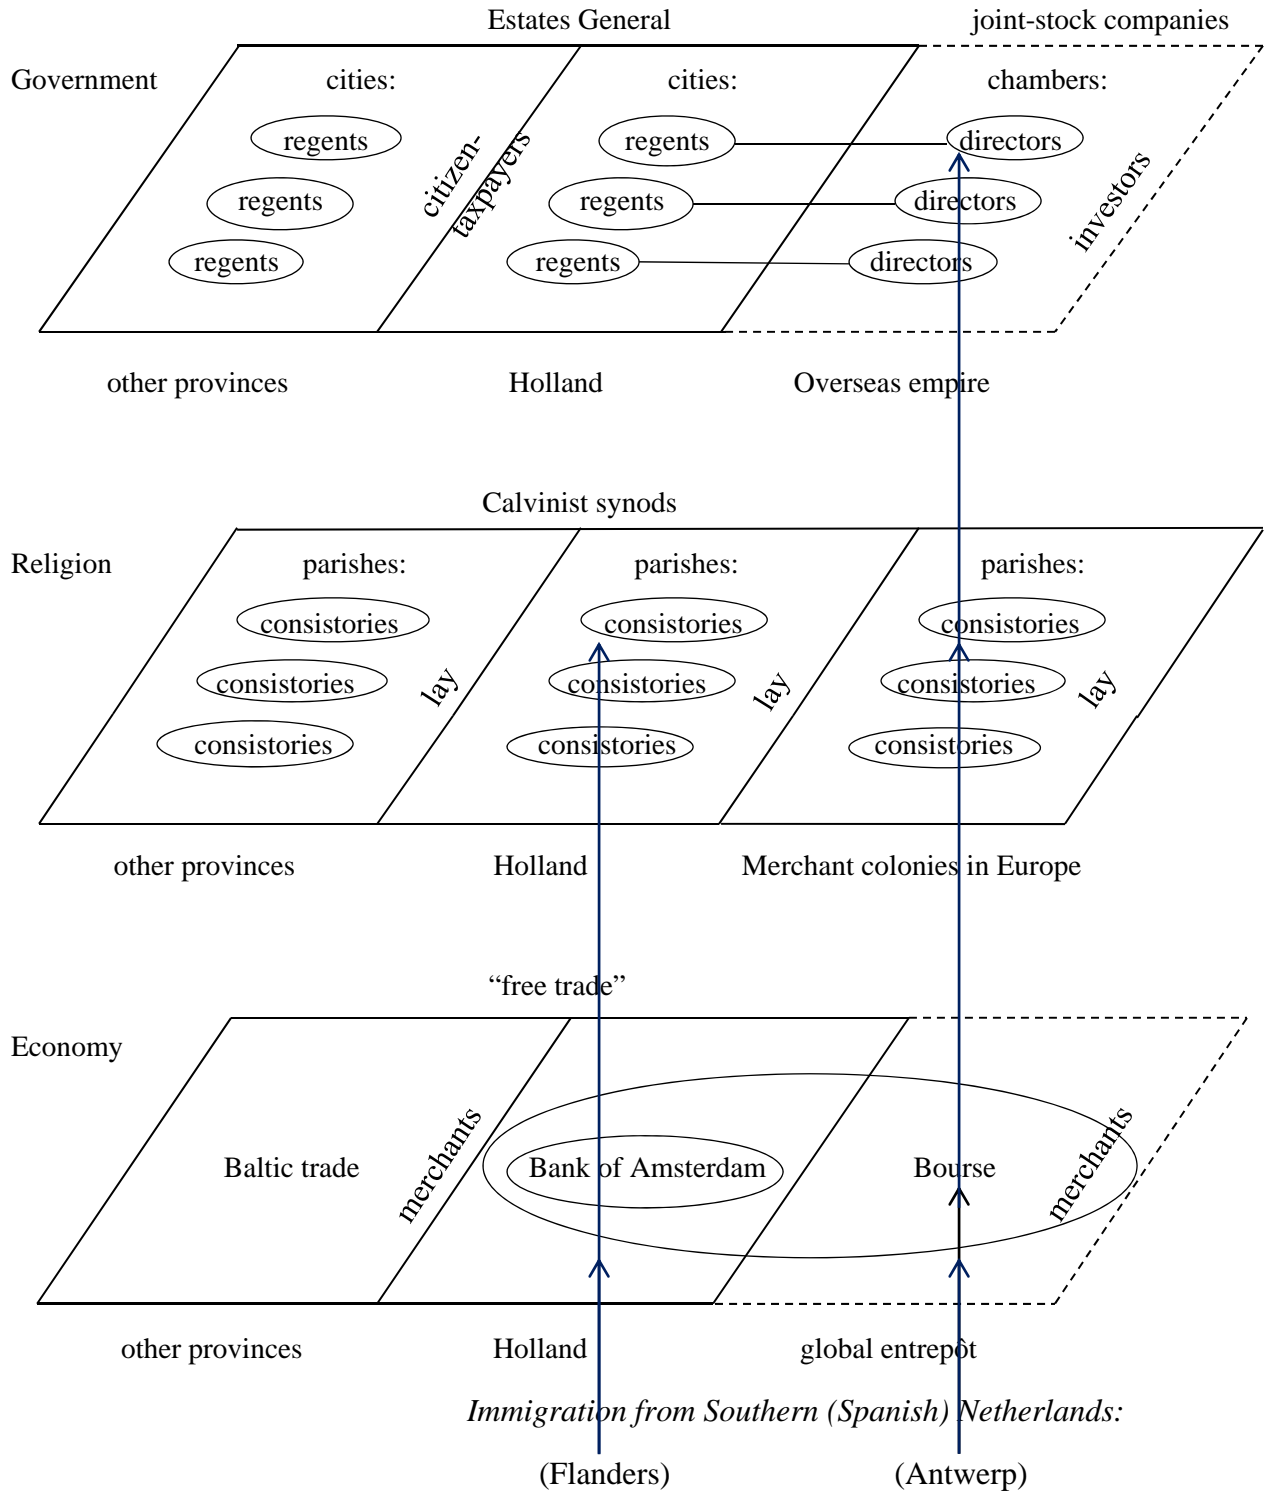 Estates General
joint-stock companies
Government
cities:
cities:
chambers:
regents
regents
directors
citizen-
taxpayers
investors
regents
regents
directors
regents
regents
directors
other provinces
Holland
Overseas empire
Calvinist synods
Religion
parishes:
parishes:
parishes:
consistories
consistories
consistories
consistories
lay
consistories
lay
consistories
lay
consistories
consistories
consistories
other provinces
Holland
Merchant colonies in Europe
“free trade”
Economy
Baltic trade
merchants
Bank of Amsterdam
Bourse
merchants
other provinces
Holland
global entrepôt
Immigration from Southern (Spanish) Netherlands:
(Flanders)
(Antwerp)